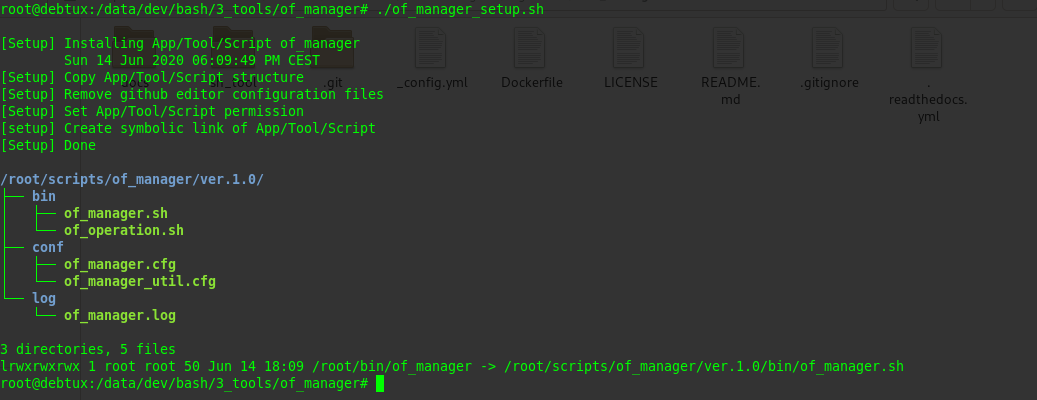 root@debtux:/data/dev/bash/3_tools/of_manager# ./of_manager_setup.sh
[Setup] Installing App/Tool/Script of_manager
Sun 14 Jun 2020 06:09:49 PM CEST
[Setup] Copy App/Tool/Script structure
[Setup] Remove github editor configuration files
[Setup] Set App/Tool/Script permission
[setup] Create symbolic link of App/Tool/Script
[Setup] Done
docs sh_tool .git _config.yml Dockerfile LICENSE README.md .gitignore .readthedocs.yml
/root/scripts/of_manager/ver.1.0/
├── bin
│   ├── of_manager.sh
│   └── of_operation.sh
├── conf
│   ├── of_manager.cfg
│   └── of_manager_util.cfg
└── log
    └── of_manager.log
3 directories, 5 files
lrwxrwxrwx 1 root root 50 Jun 14 18:09 /root/bin/of_manager -> /root/scripts/of_manager/ver.1.0/bin/of_manager.sh
root@debtux:/data/dev/bash/3_tools/of_manager#